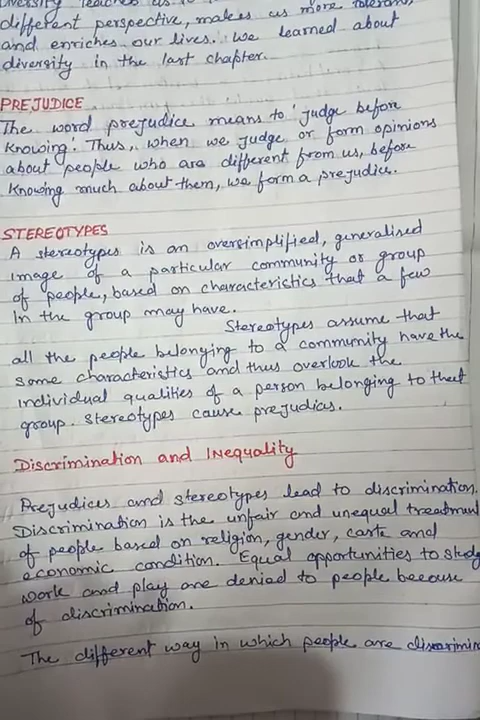 Diversity teaches us to
different perspective, makes us more tolerant,
and enriches our lives. We learned about
diversity in the last chapter.
PREJUDICE
The word prejudice means to 'judge before
knowing'. Thus, when we judge or form opinions
about people who are different from us, before
knowing much about them, we form a prejudice.
STEREOTYPES
A stereotypes is an oversimplified, generalised
image of a particular community or group
of people, based on characterictics that a few
in the group may have.
Stereotypes assume that
all the people belonging to a community have the
same characteristics and thus overlook the
individual qualities of a person belonging to that
group. Stereotypes cause prejudics.
Discrimination and INequality
Prejudices and stereotypes lead to discrimination.
Discrimination is the unfair and unequal treatment
of people based on religion, gender, caste and
economic condition. Equal opportunities to study
work and play are denied to people because
of discrimination.
The different way in which people are